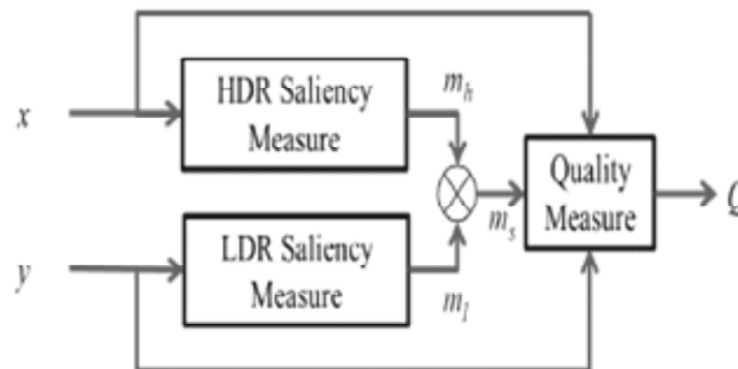 x
HDR Saliency
Measure
m_h
y
LDR Saliency
Measure
m_l
m_s
Quality
Measure
Q